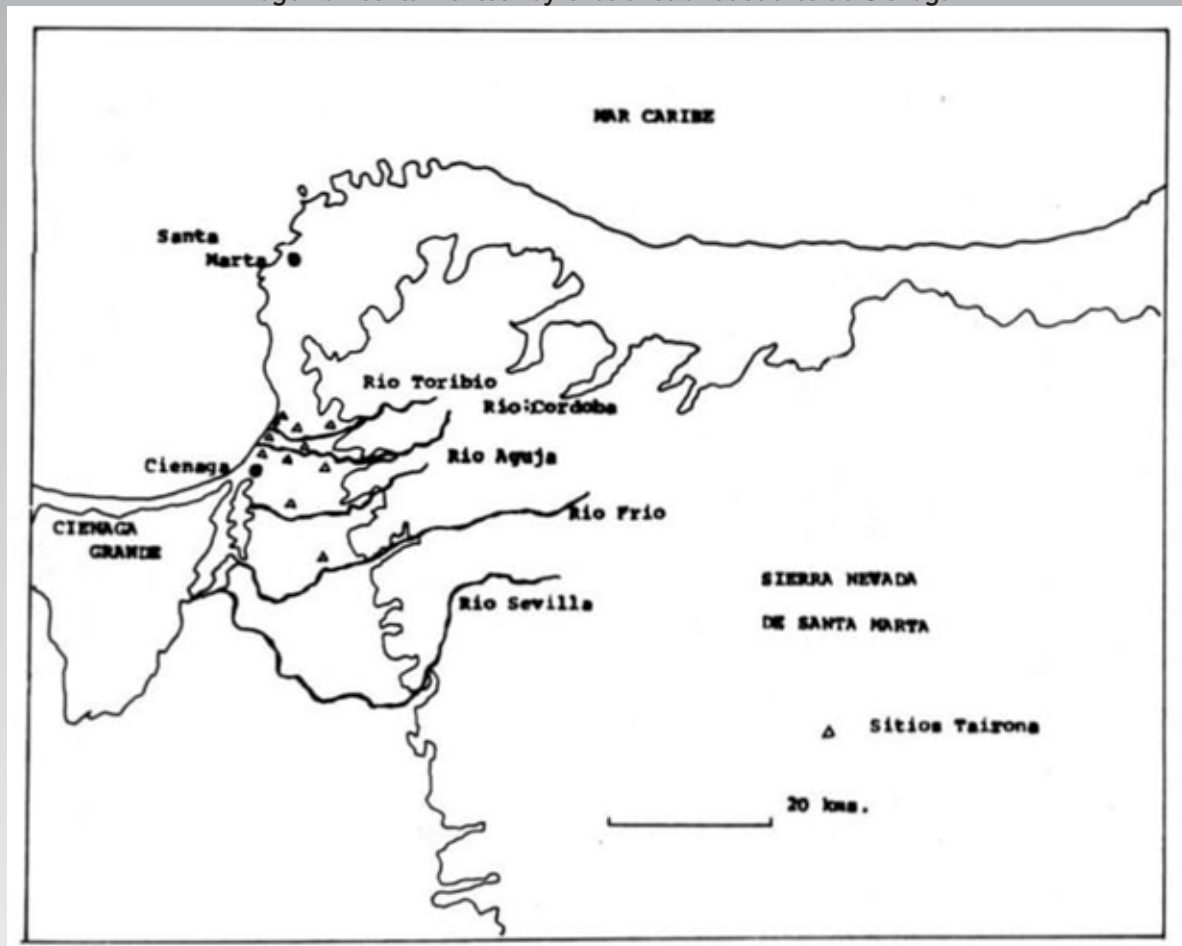 MAR CARIBE
Santa
Marta
Rio Toribio
Rio Cordoba
Cienaga
Rio Aguja
CIENAGA
GRANDE
Rio Frio
SIERRA NEVADA
DE SANTA MARTA
Rio Sevilla
Sitios Tairona
20 kms.